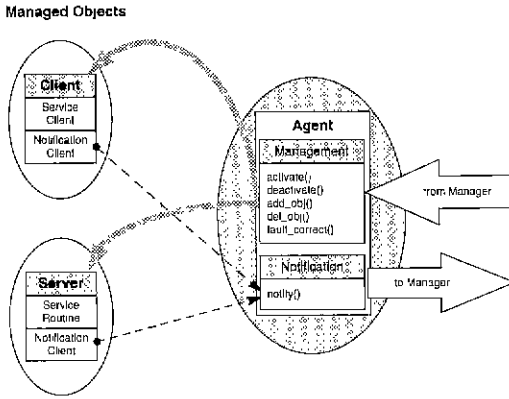 Managed Objects
Client
Service
Client
Notification
Client
Agent
Management
activate()
deactivate()
add_obj()
del_obj()
fault_correct()
from Manager
Notification
notify()
to Manager
Server
Service
Routine
Notification
Client